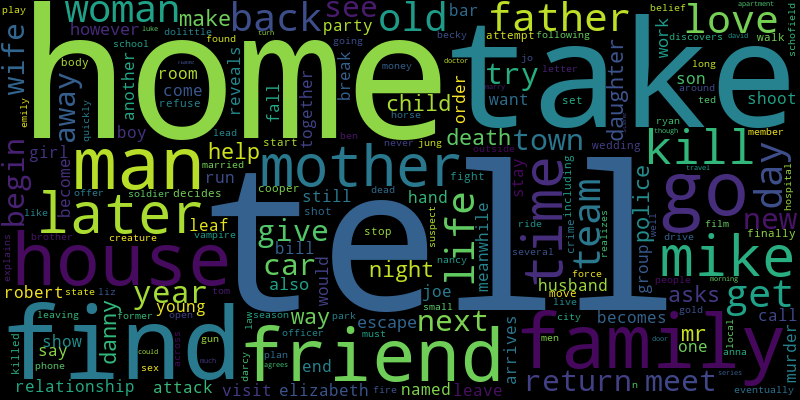 play
woman
make
back
see
old
bar
father
love
belief
apartment
school
luke
dolittle
found
turn
going
becky
attempt
following
discovers
david
schofield
wife
however
party
work
walk
home
take
body
room
come
refuse
another
reveals
break
money
doctor
jo
letter
long
around
away
quickly
emily
fall
together
child
order
try
want
set
daughter
son
ted
shoot
ryan
boy
lead
horse
ben
never
jung
death
town
kill
though
member
girl
man
help
start
married
run
mother
outside
wedding
begin
become
offer
soldier
decides
cooper
still
dead
fight
stay
including
team
police
go
travel
day
hospital
like
later
leaf
shot
hand
time
crime
realizes
well
new
creature
vampire
give
stop
suspect
life
ride
group
film
finally
explains
brother
house
tell
bill
car
would
also
night
nancy
meanwhile
several
force
drive
mike
people
morning
robert
state
liz
year
tom
young
joe
husband
move
live
asks
gold
get
find
leaving
former
open
danny
gun
across
law
season
park
way
escape
small
next
arrives
city
becomes
mr
local
call
show
say
killed
phone
could
sex
much
officer
must
friend
men
family
door
one
anna
murder
relationship
attack
visit
darcy
plan
agrees
end
elizabeth
fire
named
leave
return
n
meet
series
eventually